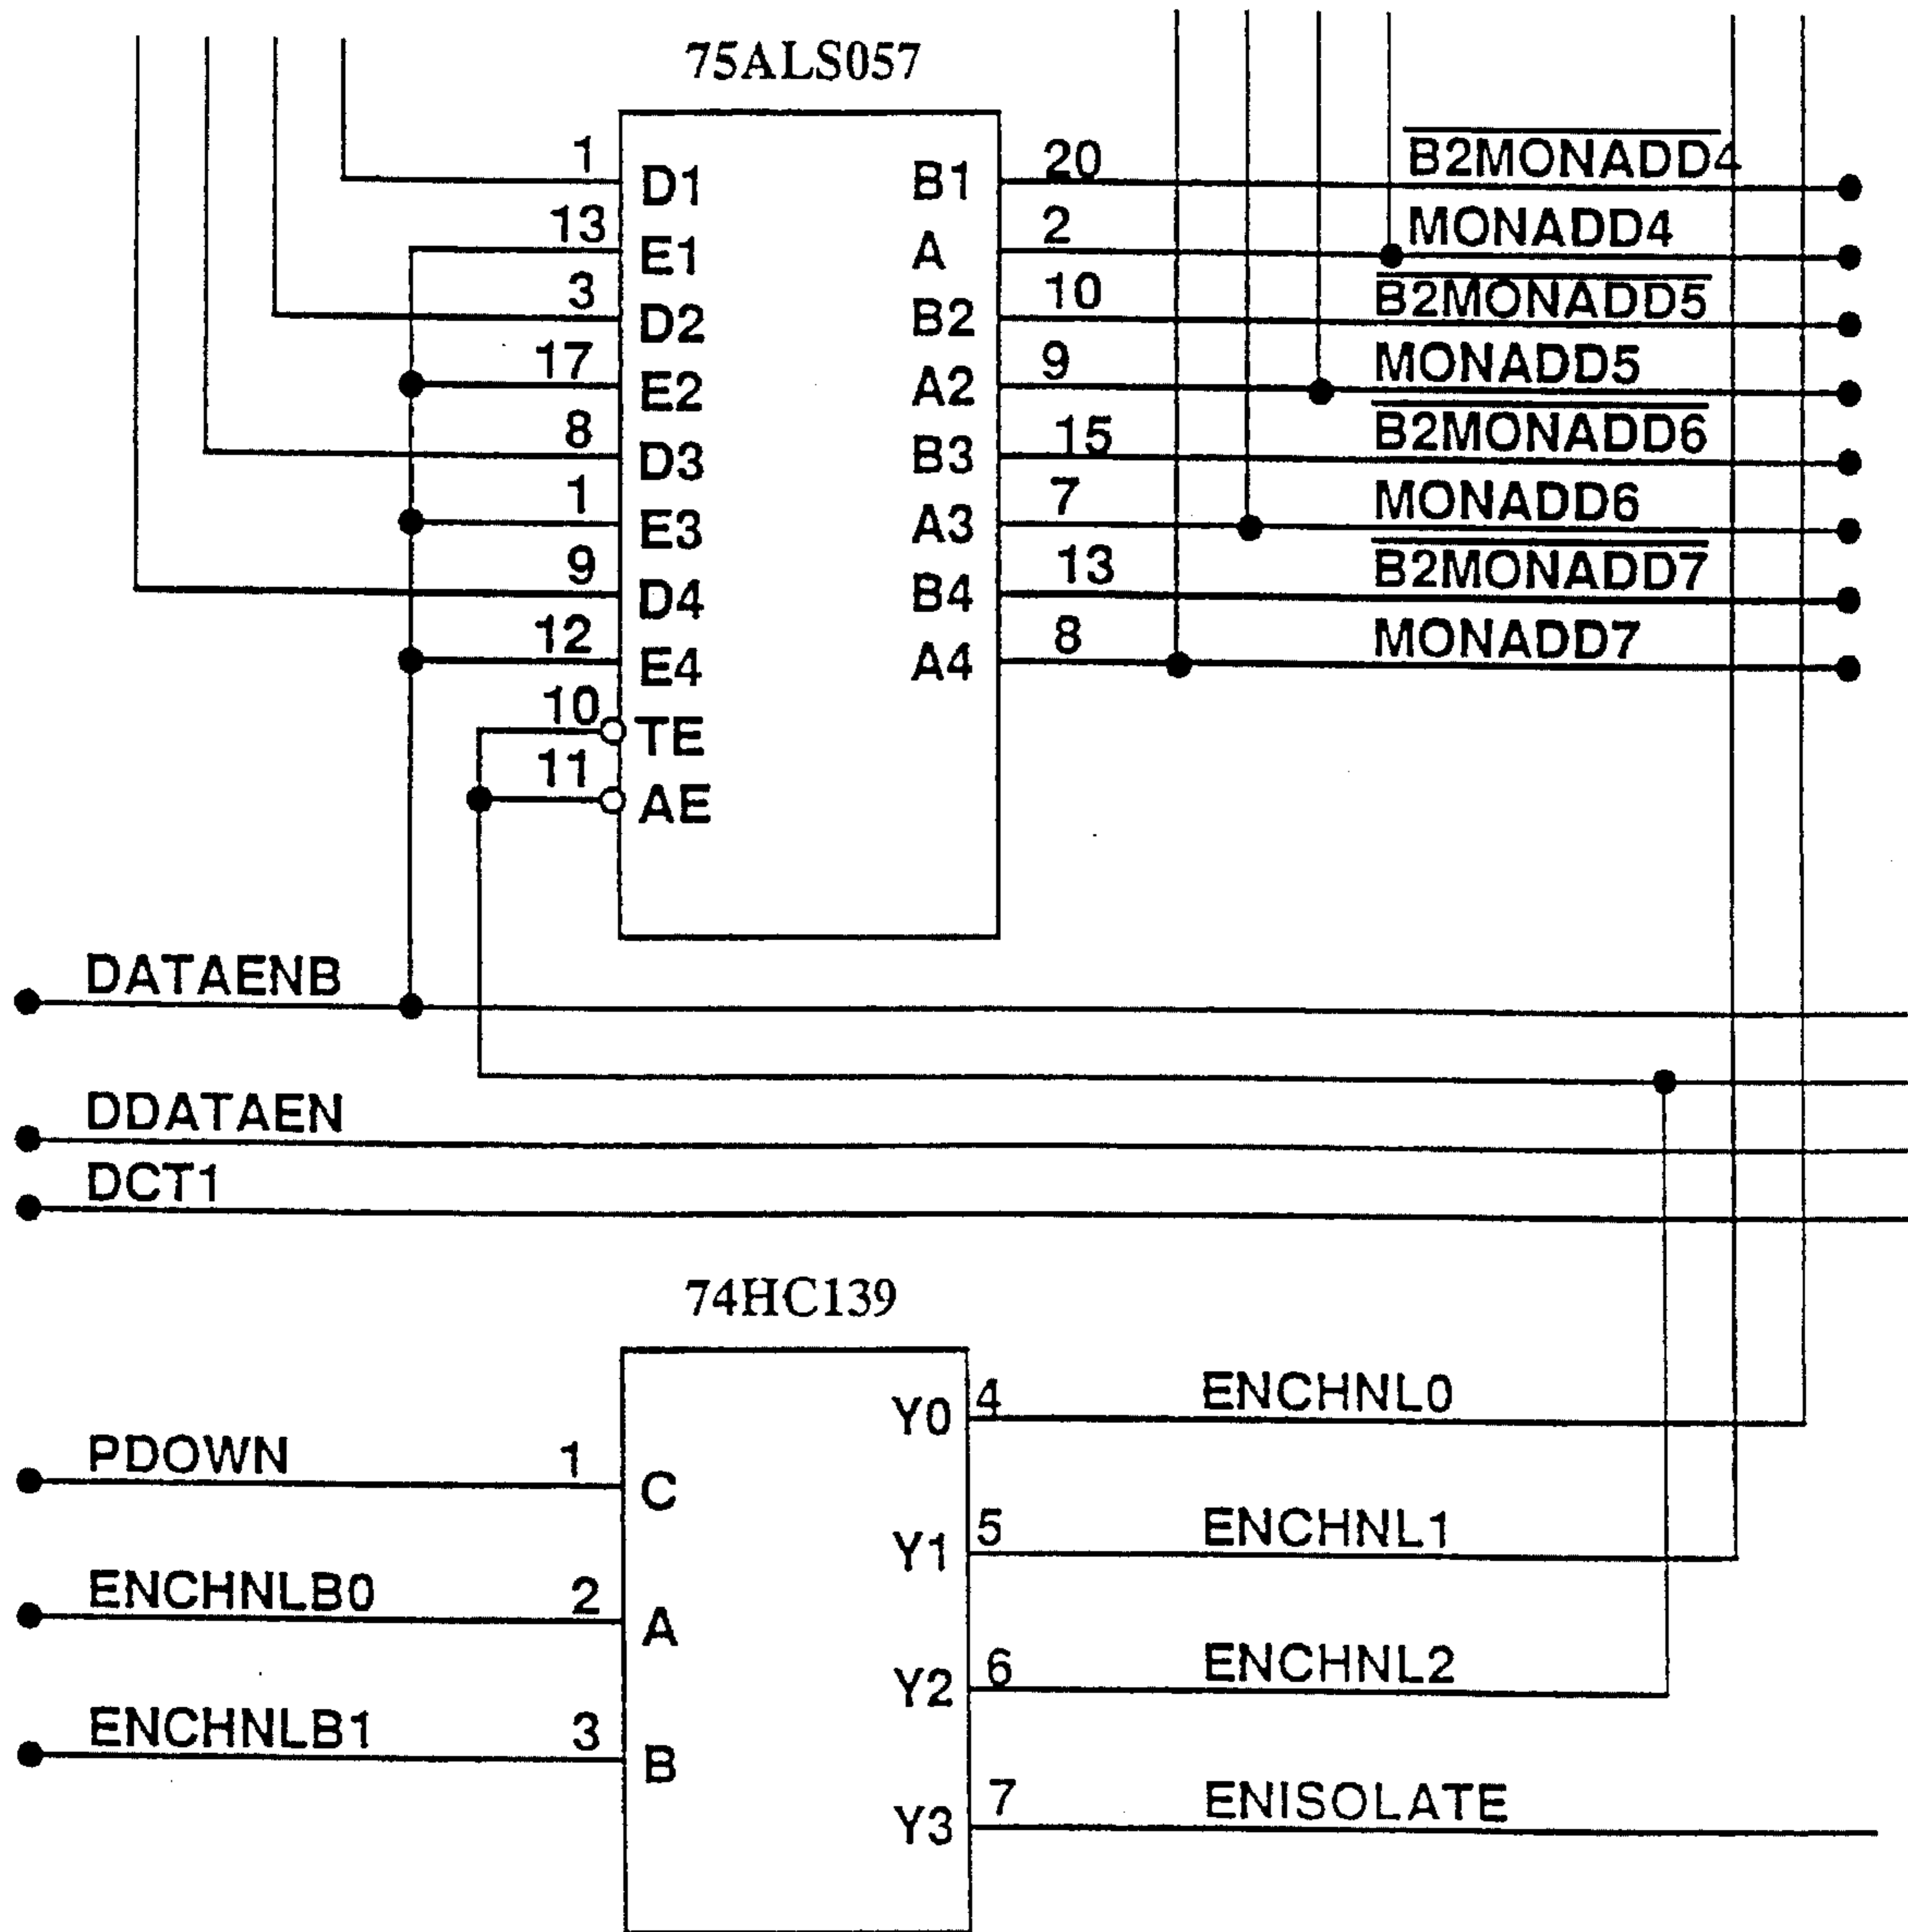 75ALS057
1 D1 B1 20 B2MONADD4
13 E1 A 2 MONADD4
3 D2 B2 10 B2MONADD5
17 E2 A2 9 MONADD5
8 D3 B3 15 B2MONADD6
1 E3 A3 7 MONADD6
9 D4 B4 13 B2MONADD7
12 E4 A4 8 MONADD7
10 TE
11 AE
DATAENB
DDATAEN
DCT1
74HC139
Y0 4 ENCHNL0
PDOWN 1 C
Y1 5 ENCHNL1
ENCHNLB0 2 A
Y2 6 ENCHNL2
ENCHNLB1 3 B
Y3 7 ENISOLATE